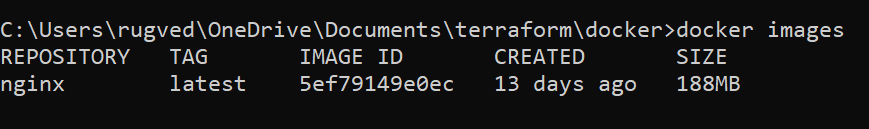 C:\Users\rugved\OneDrive\Documents\terraform\docker>docker images
REPOSITORY   TAG       IMAGE ID       CREATED       SIZE
nginx        latest    5ef79149e0ec   13 days ago   188MB